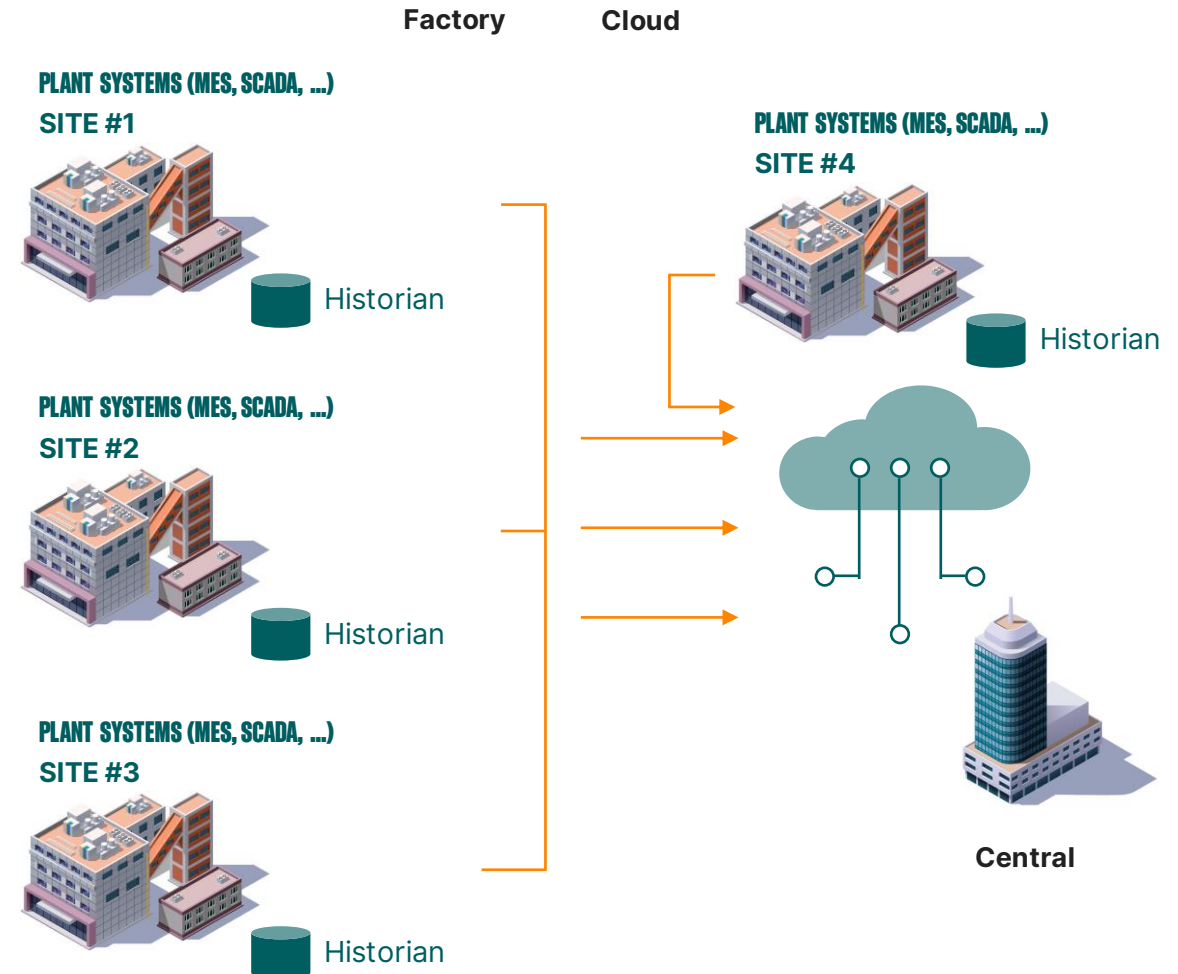 Factory
Cloud
PLANT SYSTEMS (MES, SCADA, ...)
SITE #1
Historian
PLANT SYSTEMS (MES, SCADA, ...)
SITE #4
Historian
PLANT SYSTEMS (MES, SCADA, ...)
SITE #2
Historian
PLANT SYSTEMS (MES, SCADA, ...)
SITE #3
Historian
Central